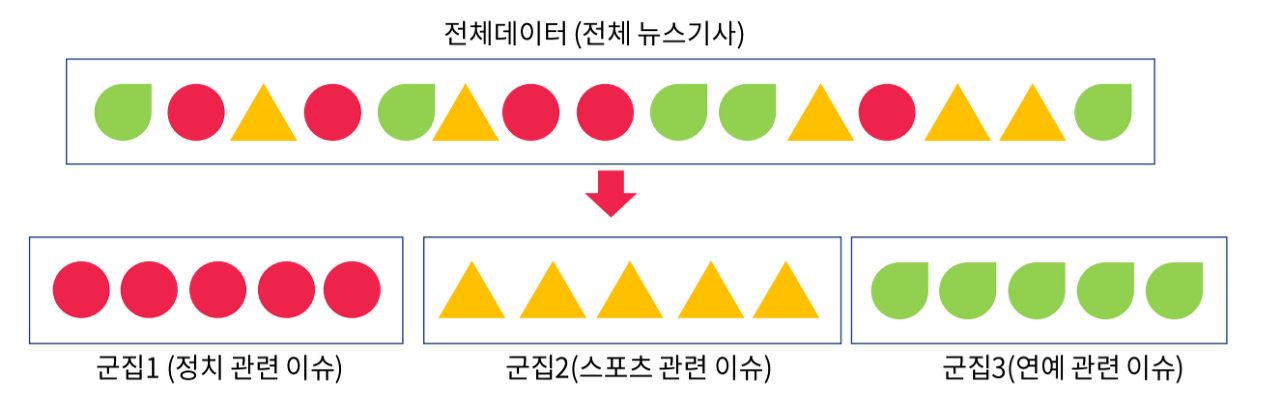 전체데이터 (전체 뉴스기사)
군집1 (정치 관련 이슈)
군집2(스포츠 관련 이슈)
군집3(연예 관련 이슈)